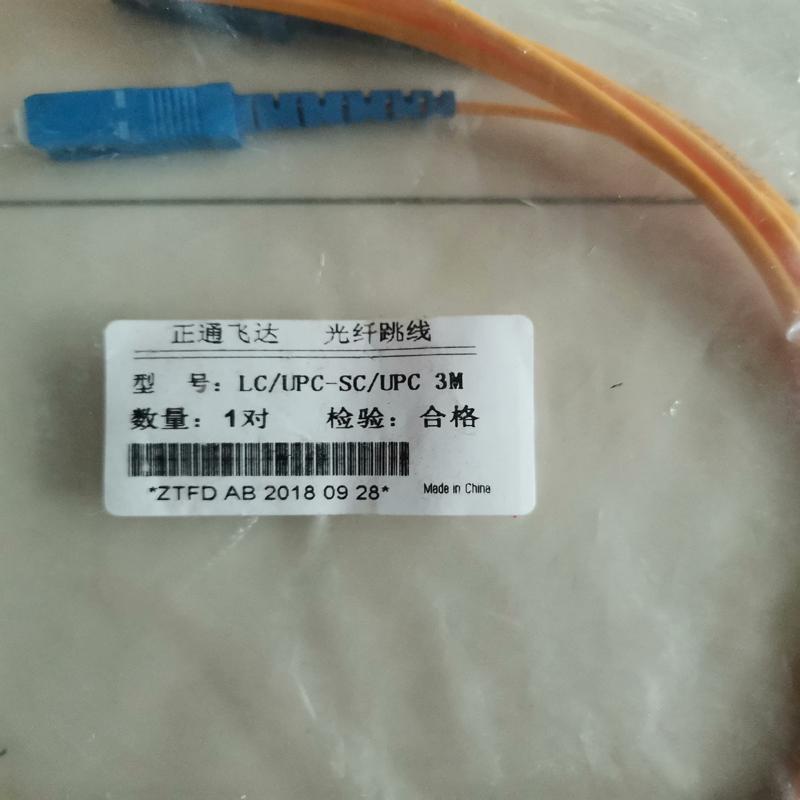 正通飞达 光纤跳线
型 号：LC/UPC-SC/UPC 3M
数量：1对 检验：合格
*ZTFD AB 2018 09 28* Made in China